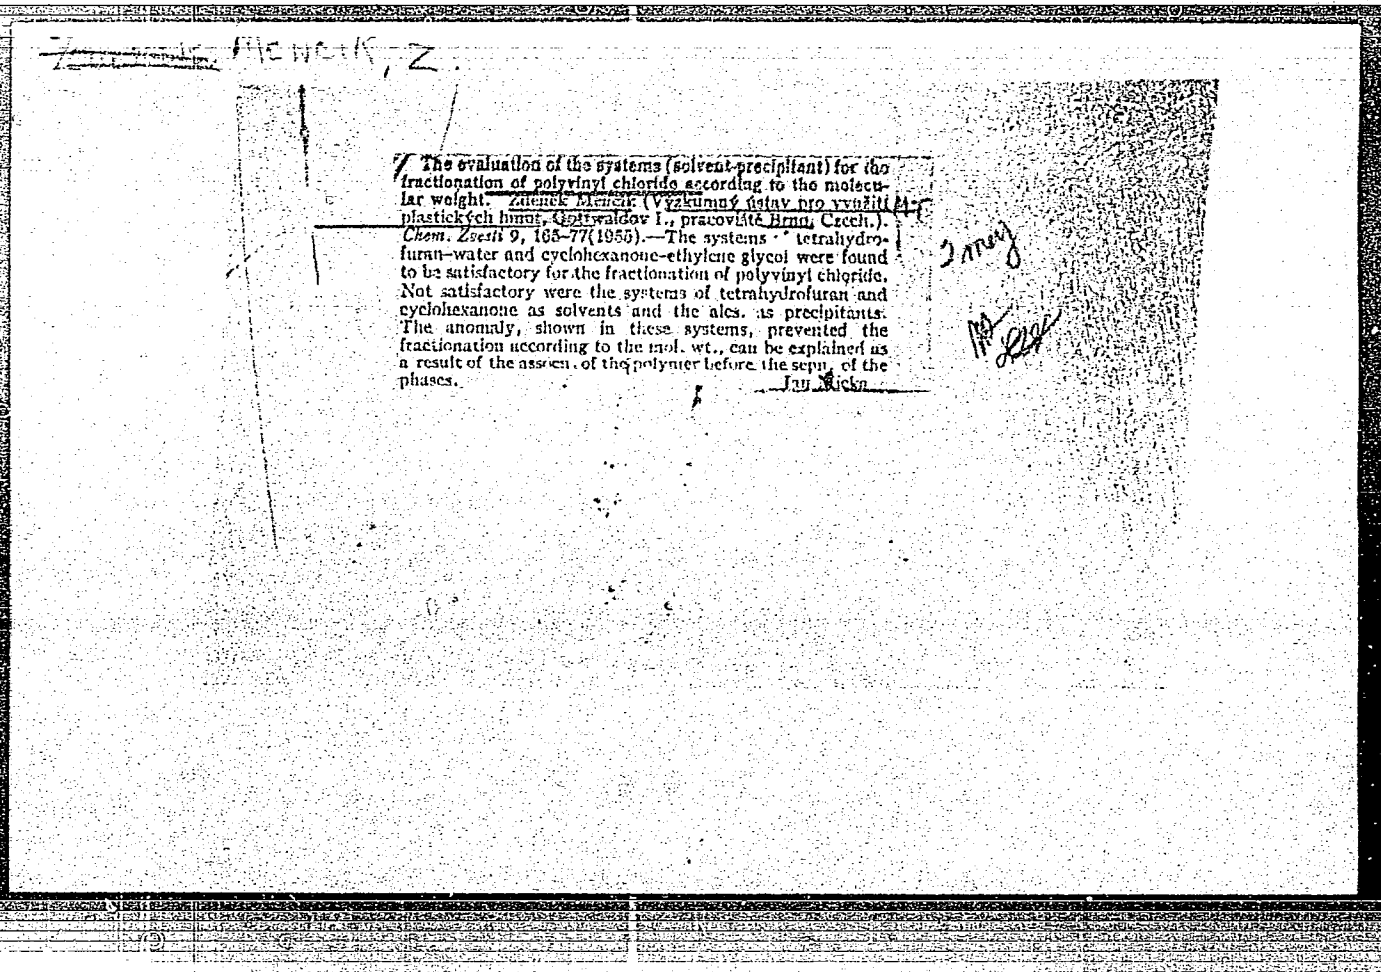 MENCIK, Z.
The evaluation of the systems (solvent-precipitant) for the
fractionation of polyvinyl chloride according to the molecu-
lar weight. Zdeněk Menčík (Výzkumný ústav pro využití
plastických hmot, Gottwaldov I., pracoviště Brno, Czech.).
Chem. Zvesti 9, 165–77(1955).—The systems tetrahydro-
furan–water and cyclohexanone–ethylene glycol were found
to be satisfactory for the fractionation of polyvinyl chloride.
Not satisfactory were the systems of tetrahydrofuran and
cyclohexanone as solvents and the alcs. as precipitants.
The anomaly, shown in these systems, prevented the
fractionation according to the mol. wt., can be explained as
a result of the assocn. of the polymer before the sepn. of the
phases. Jan Micka
2 may